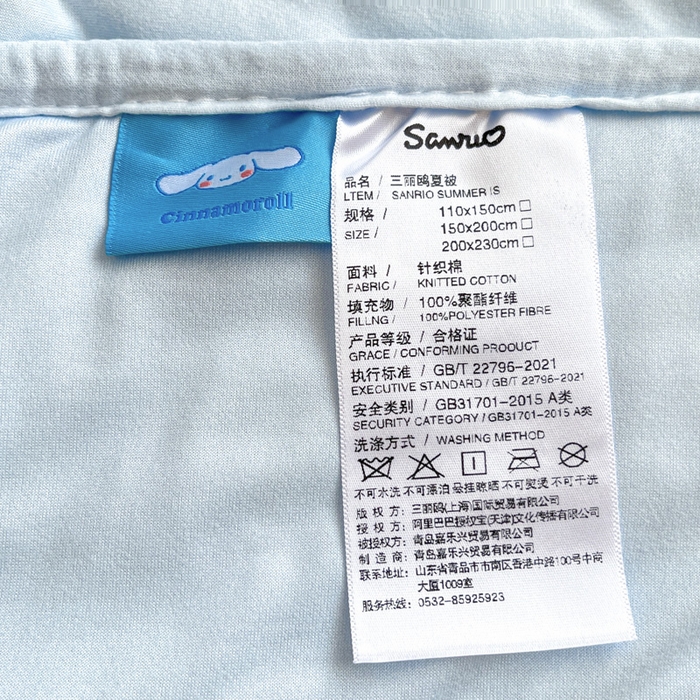 Cinnamoroll
Sanrio
品名 / 三丽鸥夏被
LTEM / SANRIO SUMMER IS
规格 / 110x150cm □
SIZE / 150x200cm □
200x230cm □
面料 / 针织棉
FABRIC / KNITTED COTTON
填充物 / 100%聚酯纤维
FILLNG / 100%POLYESTER FIBRE
产品等级 / 合格证
GRACE / CONFORMING PRODUCT
执行标准 / GB/T 22796-2021
EXECUTIVE STANDARD / GB/T 22796-2021
安全类别 / GB31701-2015 A类
SECURITY CATEGORY / GB31701-2015 A类
洗涤方式 / WASHING METHOD
不可水洗 不可漂泊 悬挂晾晒 不可熨烫 不可干洗
版权方: 三丽鸥(上海)国际贸易有限公司
授权方: 阿里巴巴授权宝(天津)文化传播有限公司
被授权方: 青岛嘉乐兴贸易有限公司
制造商: 青岛嘉乐兴贸易有限公司
联系地址: 山东省青品市市南区香港中路100号中商
大厦1009室
服务热线: 0532-85925923